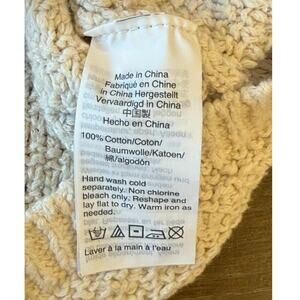 Made in China
Fabriqué en Chine
in China Hergestellt
Vervaardigd in China
中国製
Hecho en China
100% Cotton/Coton/
Baumwolle/Katoen/
綿/algodón
Hand wash cold
separately. Non chlorine
bleach only. Reshape and
lay flat to dry. Warm iron as
needed.
Laver à la main à l'eau